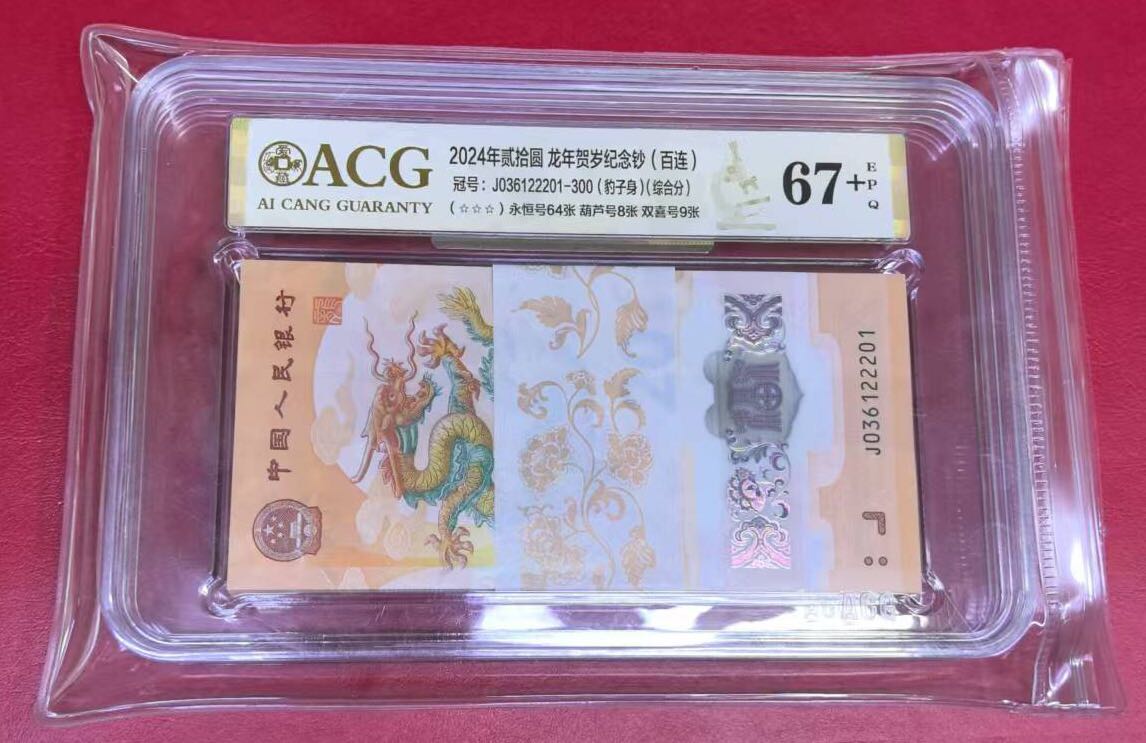 ACG
AI CANG GUARANTY
2024年贰拾圆 龙年贺岁纪念钞(百连)
冠号:J036122201-300(豹子身)(综合分)
(☆☆☆)永恒号64张 葫芦号8张 双喜号9张
67+
EPQ
中国人民银行
J036122201